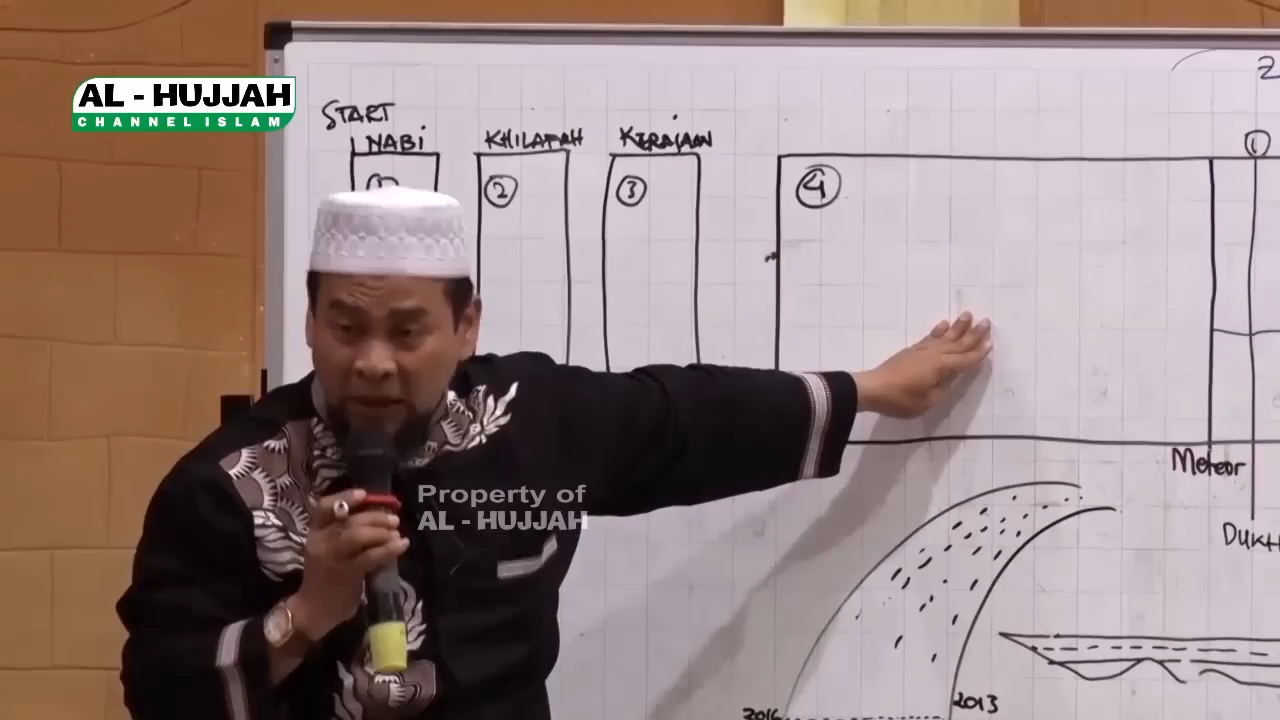 AL - HUJJAH
CHANNEL ISLAM
START
NABI
KHILAFAH
KERAJAAN
2
3
4
1
Meteor
2013
Property of
AL - HUJJAH